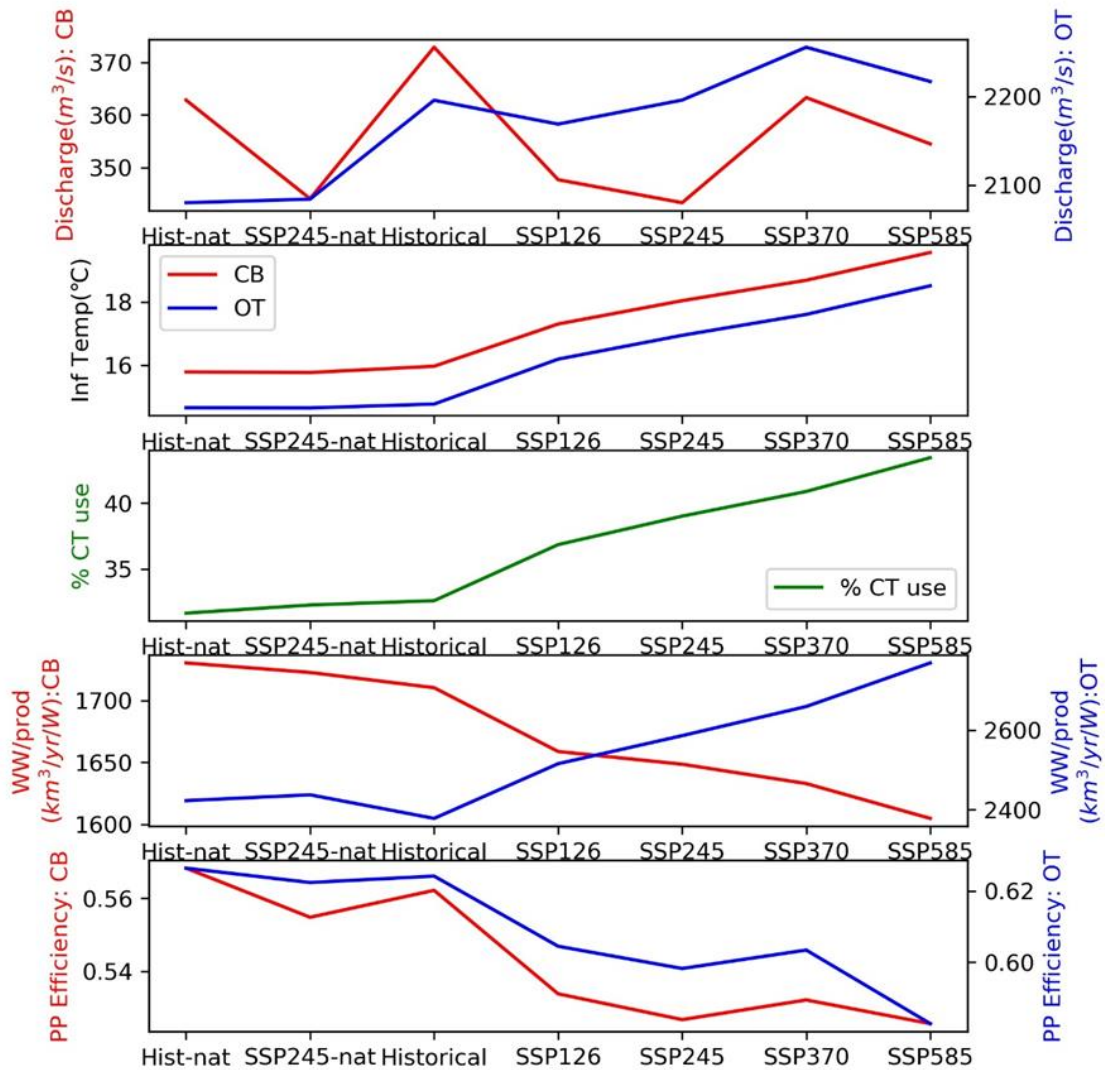 Discharge(m³/s): CB
370
360
350
2200
2100
Discharge(m³/s): OT
Hist-nat SSP245-nat Historical SSP126 SSP245 SSP370 SSP585
Inf Temp(℃)
18
16
CB
OT
Hist-nat SSP245-nat Historical SSP126 SSP245 SSP370 SSP585
% CT use
40
35
% CT use
Hist-nat SSP245-nat Historical SSP126 SSP245 SSP370 SSP585
WW/prod
(km³/yr/W):CB
1700
1650
1600
2600
2400
WW/prod
(km³/yr/W):OT
Hist-nat SSP245-nat Historical SSP126 SSP245 SSP370 SSP585
PP Efficiency: CB
0.56
0.54
0.62
0.60
PP Efficiency: OT
Hist-nat SSP245-nat Historical SSP126 SSP245 SSP370 SSP585